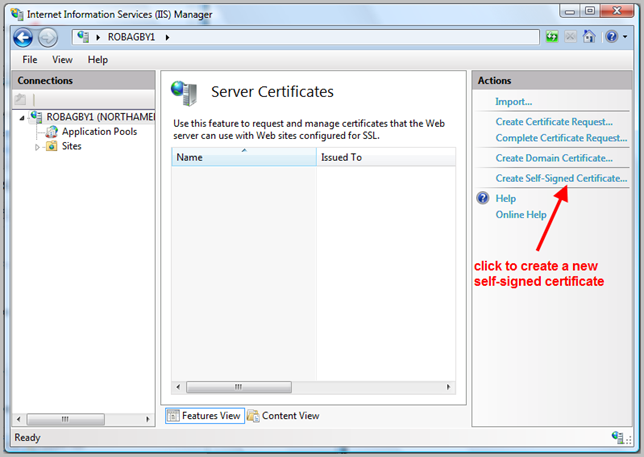 Internet Information Services (IIS) Manager
ROBAGBY1
File View Help
Connections
ROBAGBY1 (NORTHAME
Application Pools
Sites
Server Certificates
Use this feature to request and manage certificates that the Web
server can use with Web sites configured for SSL.
Name Issued To
Features View Content View
Actions
Import...
Create Certificate Request...
Complete Certificate Request...
Create Domain Certificate...
Create Self-Signed Certificate...
Help
Online Help
click to create a new
self-signed certificate
Ready